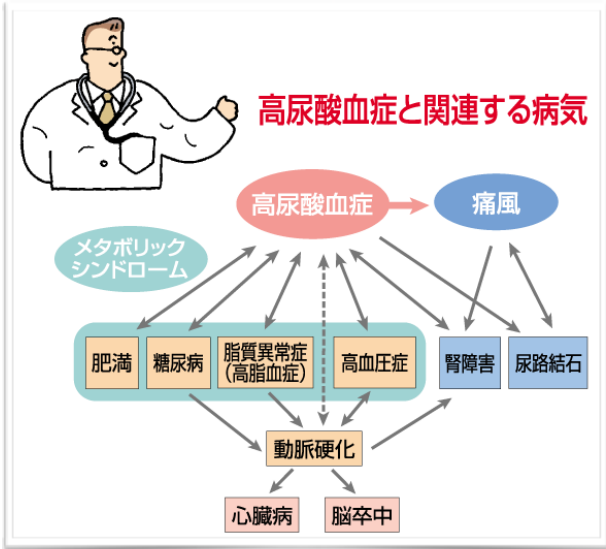 高尿酸血症と関連する病気
高尿酸血症
痛風
メタボリック
シンドローム
肥満
糖尿病
脂質異常症
(高脂血症)
高血圧症
腎障害
尿路結石
動脈硬化
心臓病
脳卒中